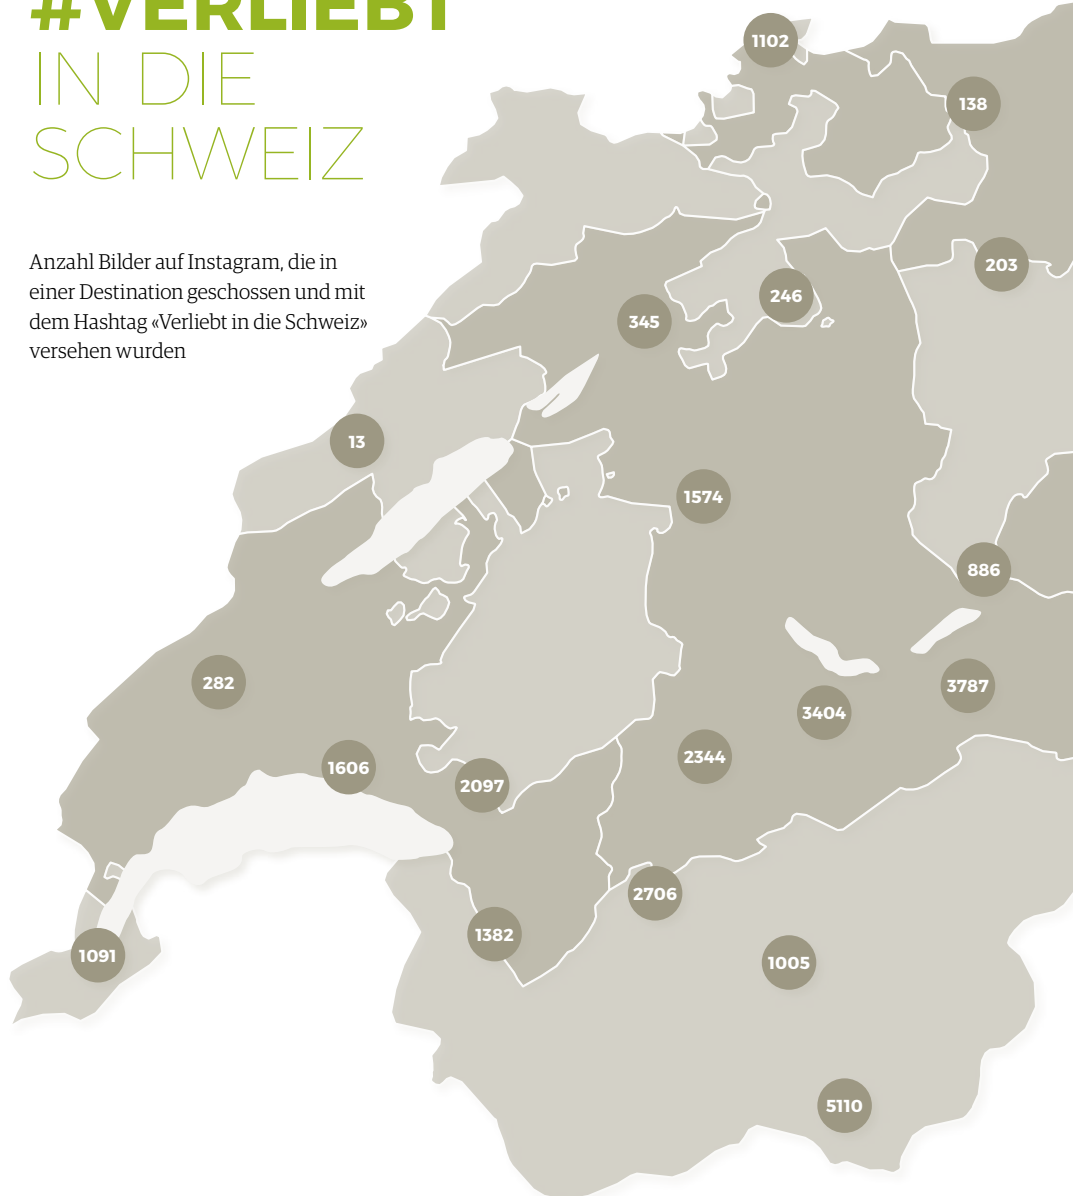 #VERLIEBT
IN DIE
SCHWEIZ
Anzahl Bilder auf Instagram, die in
einer Destination geschossen und mit
dem Hashtag «Verliebt in die Schweiz»
versehen wurden
1102
138
203
246
345
13
1574
886
282
3787
3404
2344
1606
2097
2706
1382
1091
1005
5110